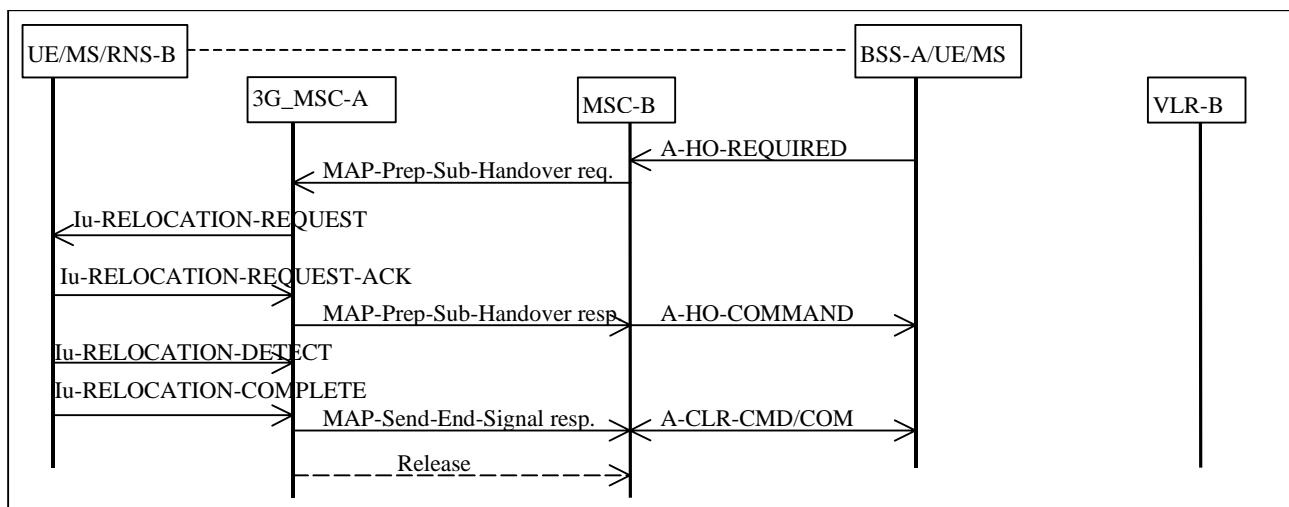 UE/MS/RNS-B
BSS-A/UE/MS
3G_MSC-A
MSC-B
VLR-B
A-HO-REQUIRED
MAP-Prep-Sub-Handover req.
Iu-RELOCATION-REQUEST
Iu-RELOCATION-REQUEST-ACK
MAP-Prep-Sub-Handover resp.
A-HO-COMMAND
Iu-RELOCATION-DETECT
Iu-RELOCATION-COMPLETE
MAP-Send-End-Signal resp.
A-CLR-CMD/COM
Release